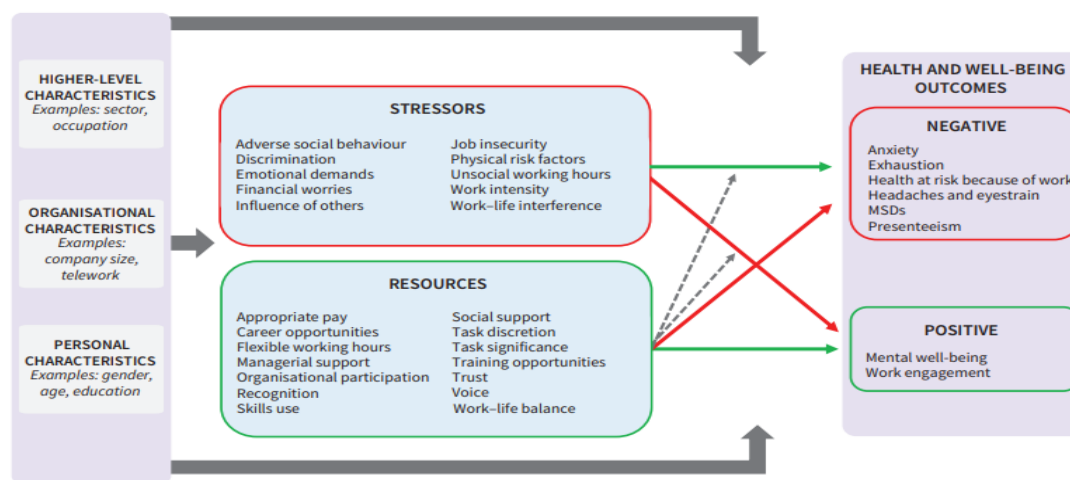 HIGHER-LEVEL
CHARACTERISTICS
Examples: sector,
occupation
ORGANISATIONAL
CHARACTERISTICS
Examples:
company size,
telework
PERSONAL
CHARACTERISTICS
Examples: gender,
age, education
STRESSORS
Adverse social behaviour
Discrimination
Emotional demands
Financial worries
Influence of others
Job insecurity
Physical risk factors
Unsocial working hours
Work intensity
Work–life interference
RESOURCES
Appropriate pay
Career opportunities
Flexible working hours
Managerial support
Organisational participation
Recognition
Skills use
Social support
Task discretion
Task significance
Training opportunities
Trust
Voice
Work–life balance
HEALTH AND WELL-BEING
OUTCOMES
NEGATIVE
Anxiety
Exhaustion
Health at risk because of work
Headaches and eyestrain
MSDs
Presenteeism
POSITIVE
Mental well-being
Work engagement